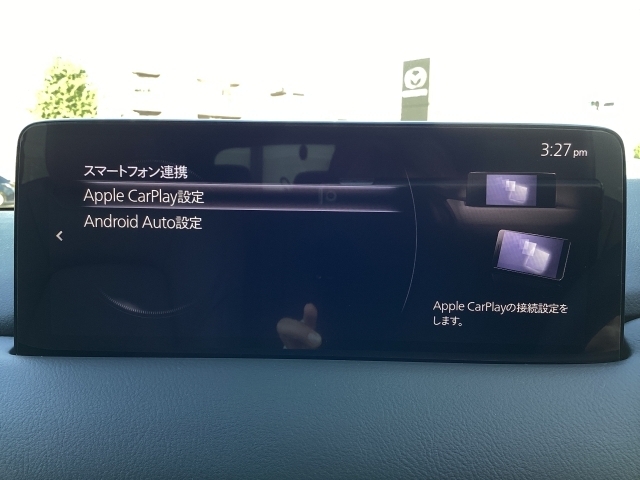 3:27 pm
スマートフォン連携
Apple CarPlay設定
Android Auto設定
Apple CarPlayの接続設定を
します。